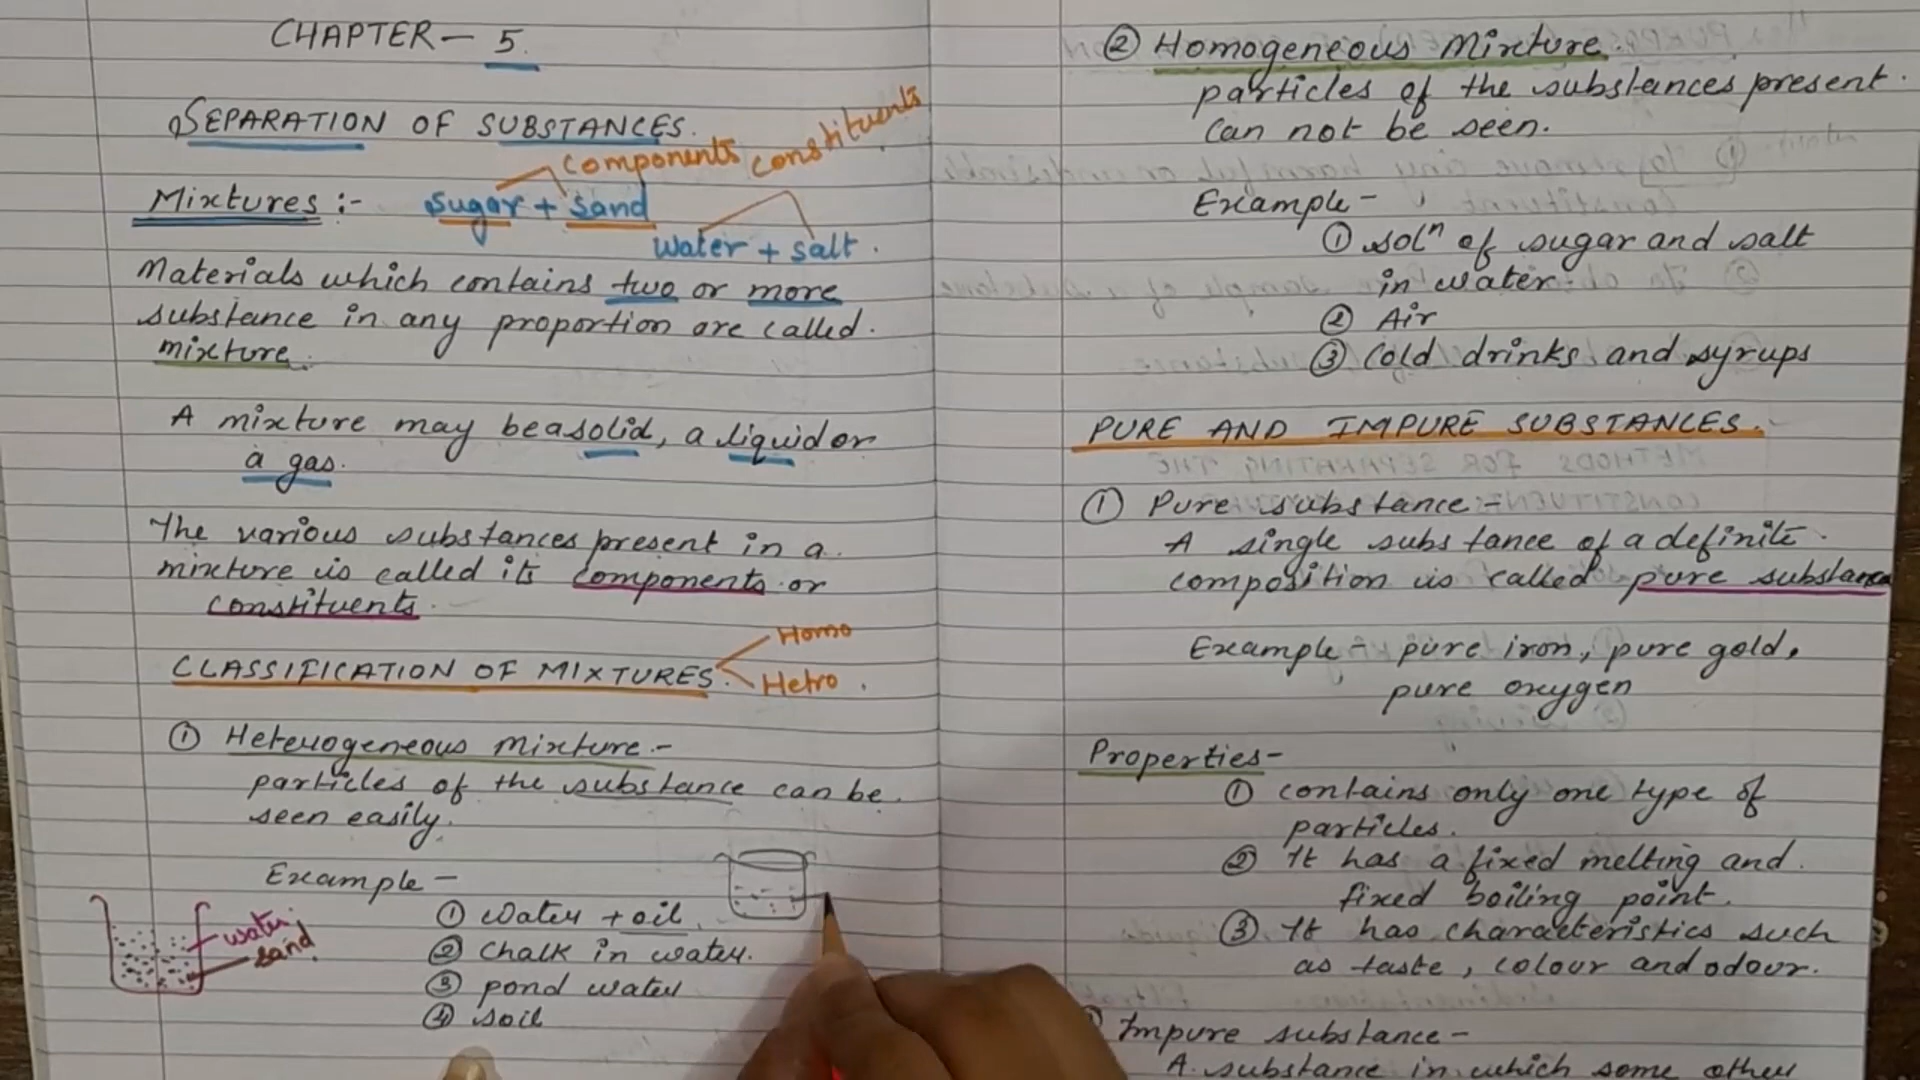 CHAPTER - 5.
SEPARATION OF SUBSTANCES.
components constituents
Mixtures :- sugar + sand
water + salt.
Materials which contains two or more
substance in any proportion are called.
mixture.
A mixture may be a solid, a liquid or
a gas.
The various substances present in a.
mixture is called its components or
constituents.
Homo
CLASSIFICATION OF MIXTURES.
Hetro.
① Heterogeneous mixture.-
particles of the substance can be.
seen easily.
Example -
① water + oil.
② Chalk in water.
③ pond water
④ soil
water
sand
② Homogeneous Mixture.
particles of the substances present.
can not be seen.
Example -
① solⁿ of sugar and salt
in water.
② Air
③ Cold drinks and syrups
PURE AND IMPURE SUBSTANCES.
① Pure substance:-
A single substance of a definite.
composition is called pure substance
Example - pure iron, pure gold,
pure oxygen
Properties-
① contains only one type of
particles.
② It has a fixed melting and.
fixed boiling point.
③ It has characteristics such
as taste, colour and odour.
Impure substance -
A substance in which some other